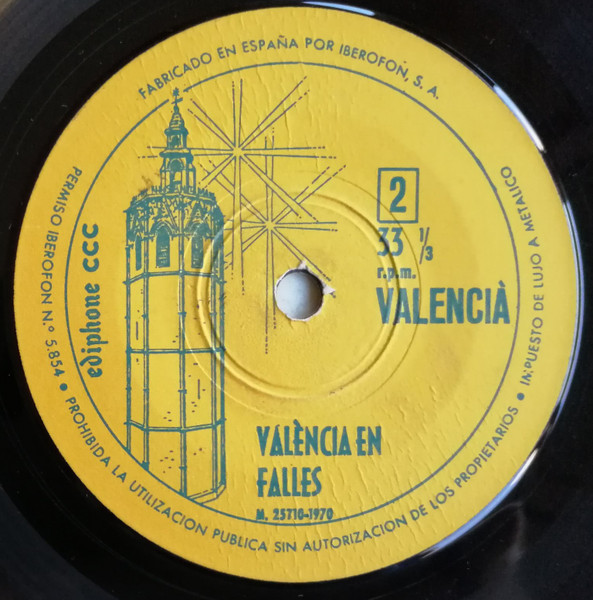 FABRICADO EN ESPAÑA POR IBEROFON, S. A.
2
33 1/3
r.p.m.
VALENCIÀ
ediphone ccc
VALÈNCIA EN
FALLES
M. 25710-1970
PERMISO IBEROFON N.º 5.854 • PROHIBIDA LA UTILIZACION PUBLICA SIN AUTORIZACION DE LOS PROPIETARIOS • IMPUESTO DE LUJO A METALICO